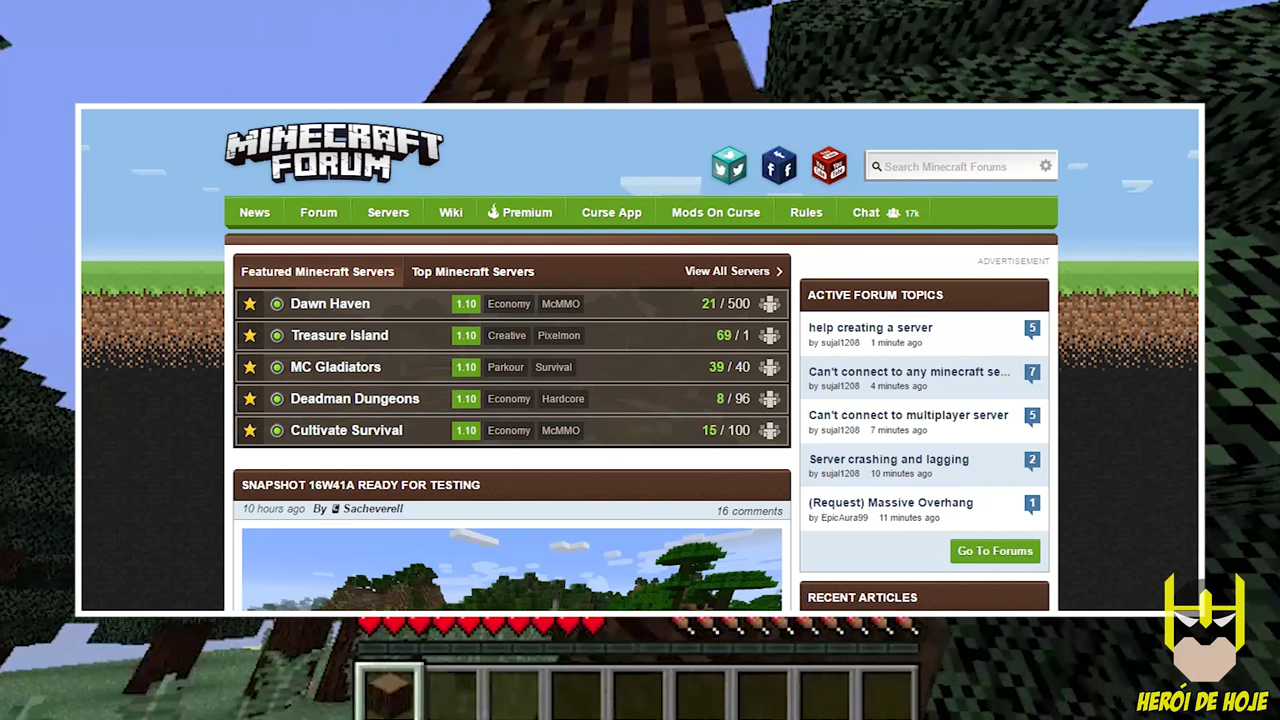 MINECRAFT
FORUM
Search Minecraft Forums
News Forum Servers Wiki Premium Curse App Mods On Curse Rules Chat 17k
Featured Minecraft Servers Top Minecraft Servers View All Servers
Dawn Haven 1.10 Economy McMMO 21 / 500
Treasure Island 1.10 Creative Pixelmon 69 / 1
MC Gladiators 1.10 Parkour Survival 39 / 40
Deadman Dungeons 1.10 Economy Hardcore 8 / 96
Cultivate Survival 1.10 Economy McMMO 15 / 100
SNAPSHOT 16W41A READY FOR TESTING
10 hours ago By Sacheverell 16 comments
ADVERTISEMENT
ACTIVE FORUM TOPICS
help creating a server 5
by sujal1208 1 minute ago
Can't connect to any minecraft se... 7
by sujal1208 4 minutes ago
Can't connect to multiplayer server 5
by sujal1208 7 minutes ago
Server crashing and lagging 2
by sujal1208 10 minutes ago
(Request) Massive Overhang 1
by EpicAura99 11 minutes ago
Go To Forums
RECENT ARTICLES
HERÓI DE HOJE